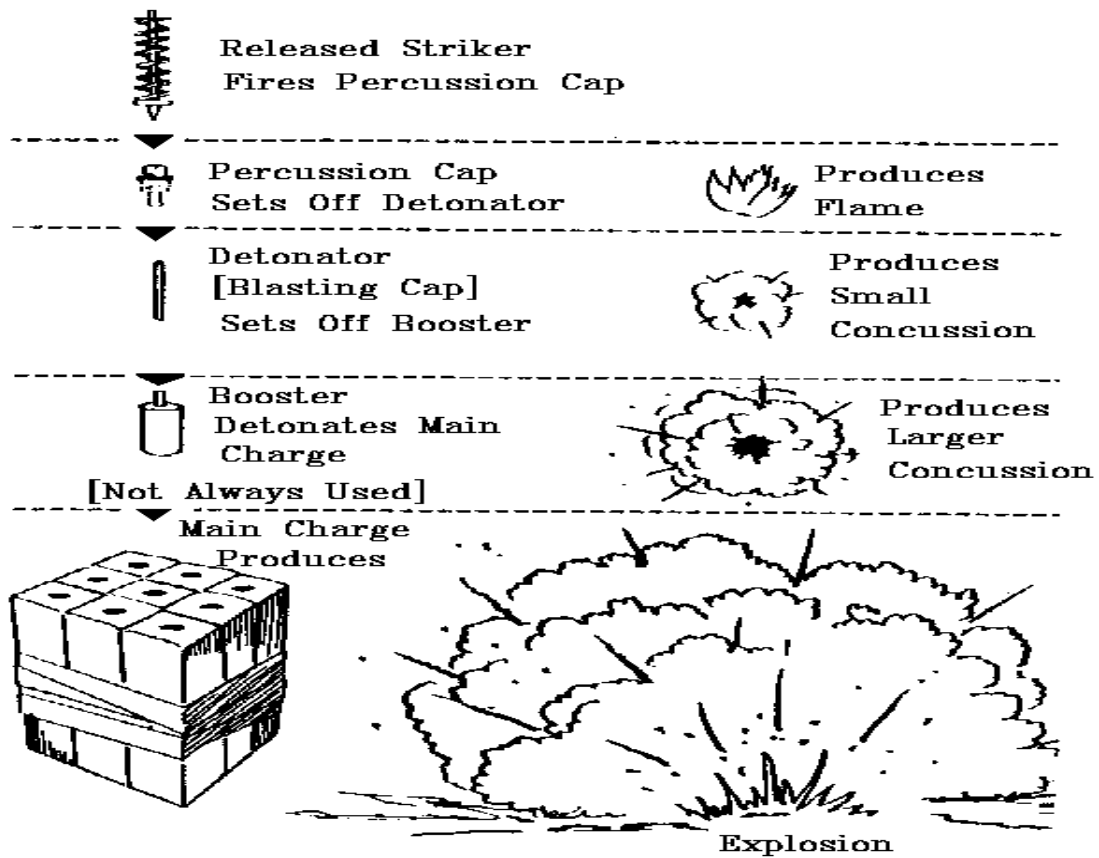 Released Striker
Fires Percussion Cap
Percussion Cap
Sets Off Detonator
Produces
Flame
Detonator
[Blasting Cap]
Sets Off Booster
Produces
Small
Concussion
Booster
Detonates Main
Charge
[Not Always Used]
Produces
Larger
Concussion
Main Charge
Produces
Explosion